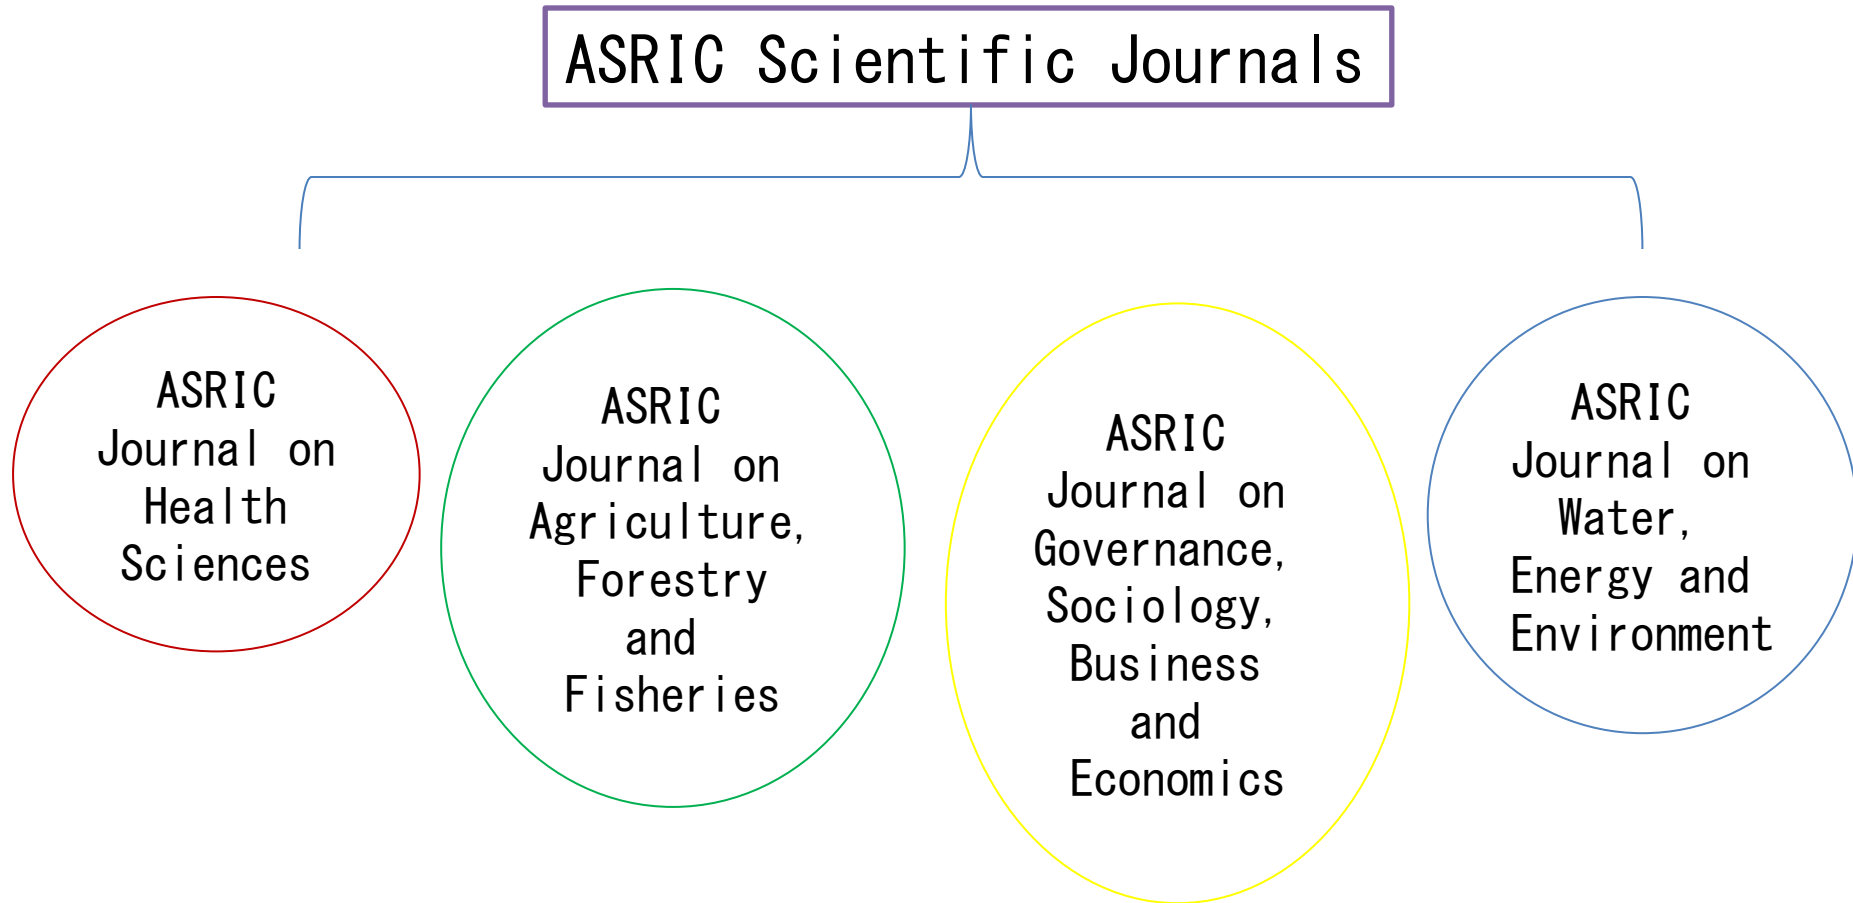 ASRIC Scientific Journals
ASRIC
Journal on
Health
Sciences
ASRIC
Journal on
Agriculture,
Forestry
and
Fisheries
ASRIC
Journal on
Governance,
Sociology,
Business
and
Economics
ASRIC
Journal on
Water,
Energy and
Environment